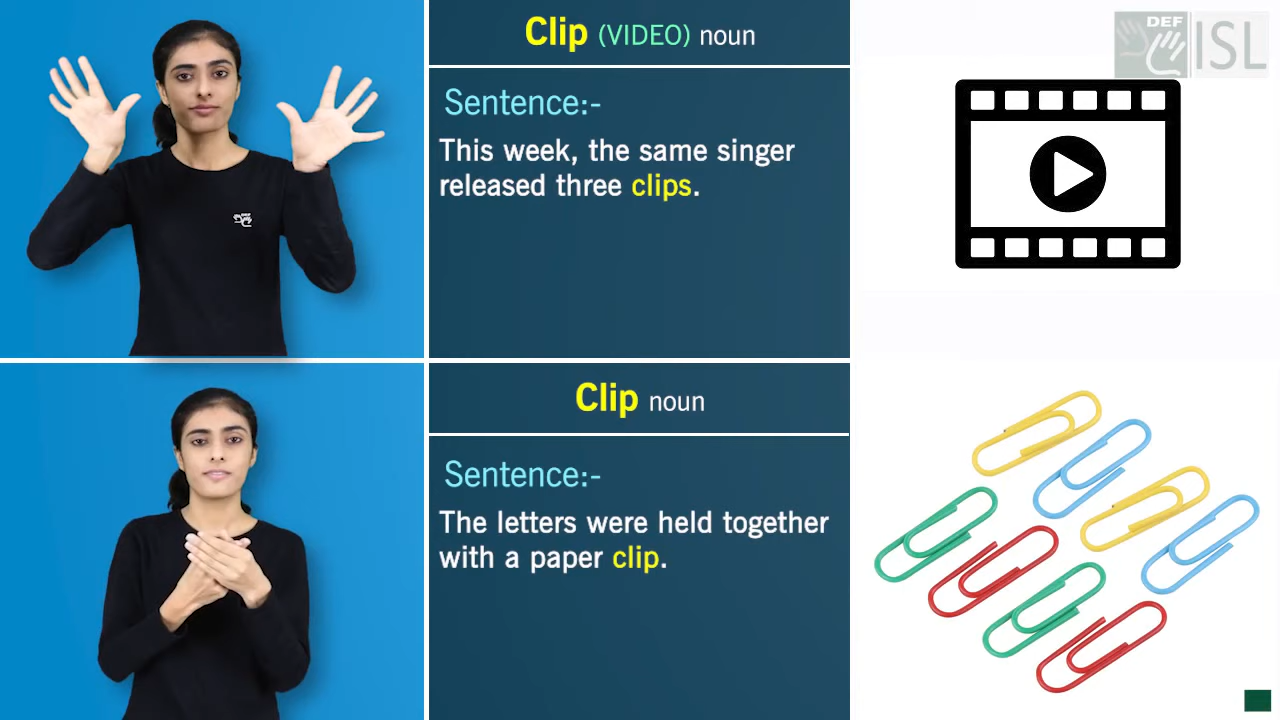 Clip (VIDEO) noun
Sentence:-
This week, the same singer
released three clips.
DEF
ISL
Clip noun
Sentence:-
The letters were held together
with a paper clip.
DEF